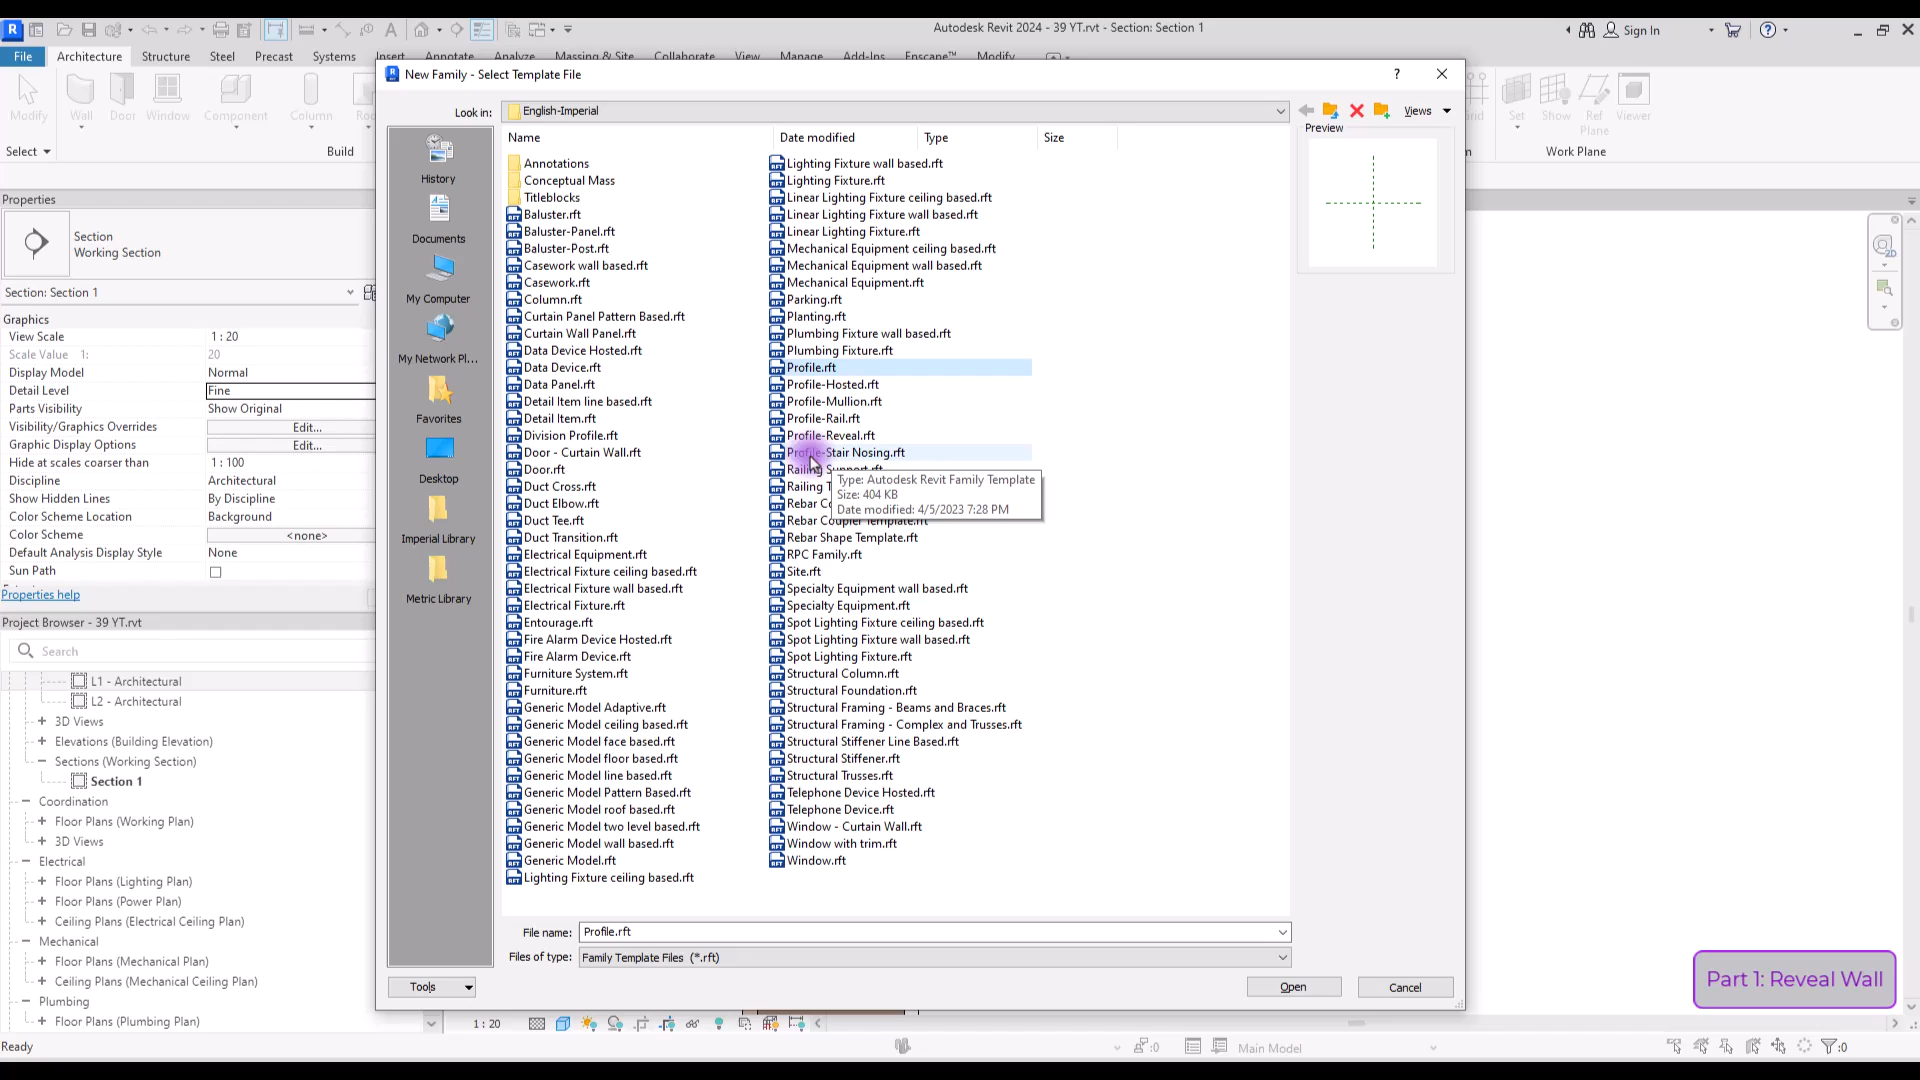 Autodesk Revit 2024 - 39 YT.rvt - Section: Section 1
Sign In
File
Architecture
Structure
Steel
Precast
Systems
Insert
Annotate
Analyze
Massing & Site
Collaborate
View
Manage
Add-Ins
Enscape™
Modify
Modify
Wall
Door
Window
Component
Column
Set
Show
Ref
Plane
Viewer
Select
Build
Work Plane
New Family - Select Template File
Look in:
English-Imperial
Views
Preview
Name
Date modified
Type
Size
History
Documents
My Computer
My Network Pl...
Favorites
Desktop
Imperial Library
Metric Library
Annotations
Conceptual Mass
Titleblocks
Baluster.rft
Baluster-Panel.rft
Baluster-Post.rft
Casework wall based.rft
Casework.rft
Column.rft
Curtain Panel Pattern Based.rft
Curtain Wall Panel.rft
Data Device Hosted.rft
Data Device.rft
Data Panel.rft
Detail Item line based.rft
Detail Item.rft
Division Profile.rft
Door - Curtain Wall.rft
Door.rft
Duct Cross.rft
Duct Elbow.rft
Duct Tee.rft
Duct Transition.rft
Electrical Equipment.rft
Electrical Fixture ceiling based.rft
Electrical Fixture wall based.rft
Electrical Fixture.rft
Entourage.rft
Fire Alarm Device Hosted.rft
Fire Alarm Device.rft
Furniture System.rft
Furniture.rft
Generic Model Adaptive.rft
Generic Model ceiling based.rft
Generic Model face based.rft
Generic Model floor based.rft
Generic Model line based.rft
Generic Model Pattern Based.rft
Generic Model roof based.rft
Generic Model two level based.rft
Generic Model wall based.rft
Generic Model.rft
Lighting Fixture ceiling based.rft
Lighting Fixture wall based.rft
Lighting Fixture.rft
Linear Lighting Fixture ceiling based.rft
Linear Lighting Fixture wall based.rft
Linear Lighting Fixture.rft
Mechanical Equipment ceiling based.rft
Mechanical Equipment wall based.rft
Mechanical Equipment.rft
Parking.rft
Planting.rft
Plumbing Fixture wall based.rft
Plumbing Fixture.rft
Profile.rft
Profile-Hosted.rft
Profile-Mullion.rft
Profile-Rail.rft
Profile-Reveal.rft
Profile-Stair Nosing.rft
Railing Support.rft
Railing T
Rebar Co
Rebar Coupler Template.rft
Rebar Shape Template.rft
RPC Family.rft
Site.rft
Specialty Equipment wall based.rft
Specialty Equipment.rft
Spot Lighting Fixture ceiling based.rft
Spot Lighting Fixture wall based.rft
Spot Lighting Fixture.rft
Structural Column.rft
Structural Foundation.rft
Structural Framing - Beams and Braces.rft
Structural Framing - Complex and Trusses.rft
Structural Stiffener Line Based.rft
Structural Stiffener.rft
Structural Trusses.rft
Telephone Device Hosted.rft
Telephone Device.rft
Window - Curtain Wall.rft
Window with trim.rft
Window.rft
Type: Autodesk Revit Family Template
Size: 404 KB
Date modified: 4/5/2023 7:28 PM
File name:
Profile.rft
Files of type:
Family Template Files (*.rft)
Tools
Open
Cancel
Properties
Section
Working Section
Section: Section 1
Graphics
View Scale 1 : 20
Scale Value 1: 20
Display Model Normal
Detail Level Fine
Parts Visibility Show Original
Visibility/Graphics Overrides Edit...
Graphic Display Options Edit...
Hide at scales coarser than 1 : 100
Discipline Architectural
Show Hidden Lines By Discipline
Color Scheme Location Background
Color Scheme <none>
Default Analysis Display Style None
Sun Path
Properties help
Project Browser - 39 YT.rvt
Search
L1 - Architectural
L2 - Architectural
3D Views
Elevations (Building Elevation)
Sections (Working Section)
Section 1
Coordination
Floor Plans (Working Plan)
3D Views
Electrical
Floor Plans (Lighting Plan)
Floor Plans (Power Plan)
Ceiling Plans (Electrical Ceiling Plan)
Mechanical
Floor Plans (Mechanical Plan)
Ceiling Plans (Mechanical Ceiling Plan)
Plumbing
Floor Plans (Plumbing Plan)
1 : 20
Part 1: Reveal Wall
Ready
:0
Main Model
:0